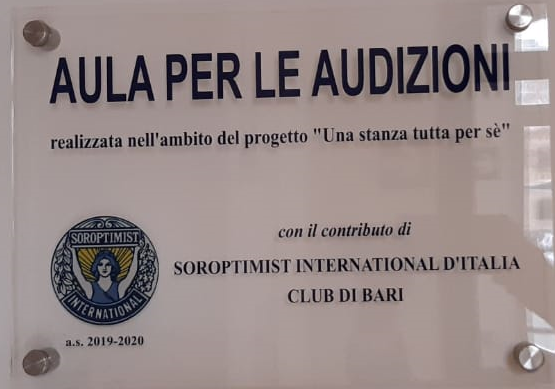 AULA PER LE AUDIZIONI
realizzata nell'ambito del progetto "Una stanza tutta per sè"
con il contributo di
SOROPTIMIST INTERNATIONAL D'ITALIA
CLUB DI BARI
SOROPTIMIST
INTERNATIONAL
a.s. 2019-2020